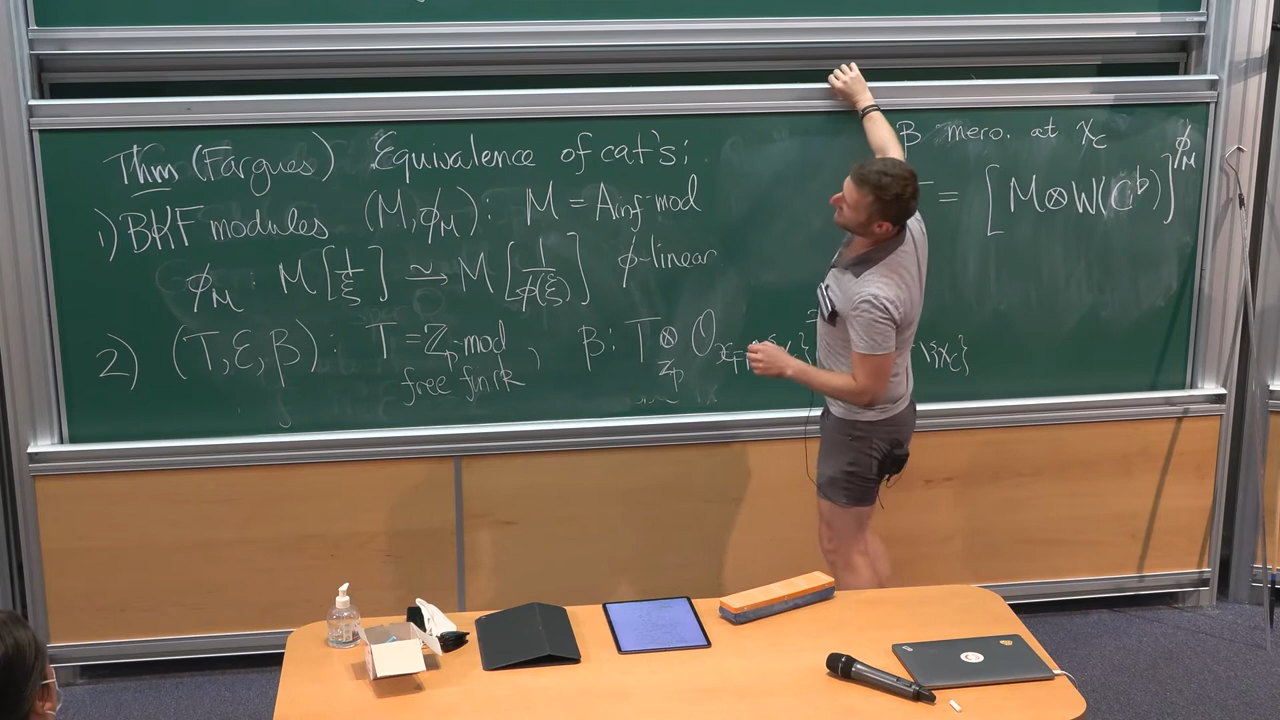 Thm (Fargues) Equivalence of cat's:
1) BKF modules (M, ϕ_M): M = A_inf-mod
ϕ_M : M[1/ξ] ⥲ M[1/ϕ(ξ)] ϕ-linear
2) (T, Ɛ, β): T = ℤ_p-mod free fin rk, β: T ⊗_{ℤ_p} O
\{x_C}
β mero. at x_C
= [M⊗W(C^♭)]^{ϕ_M}